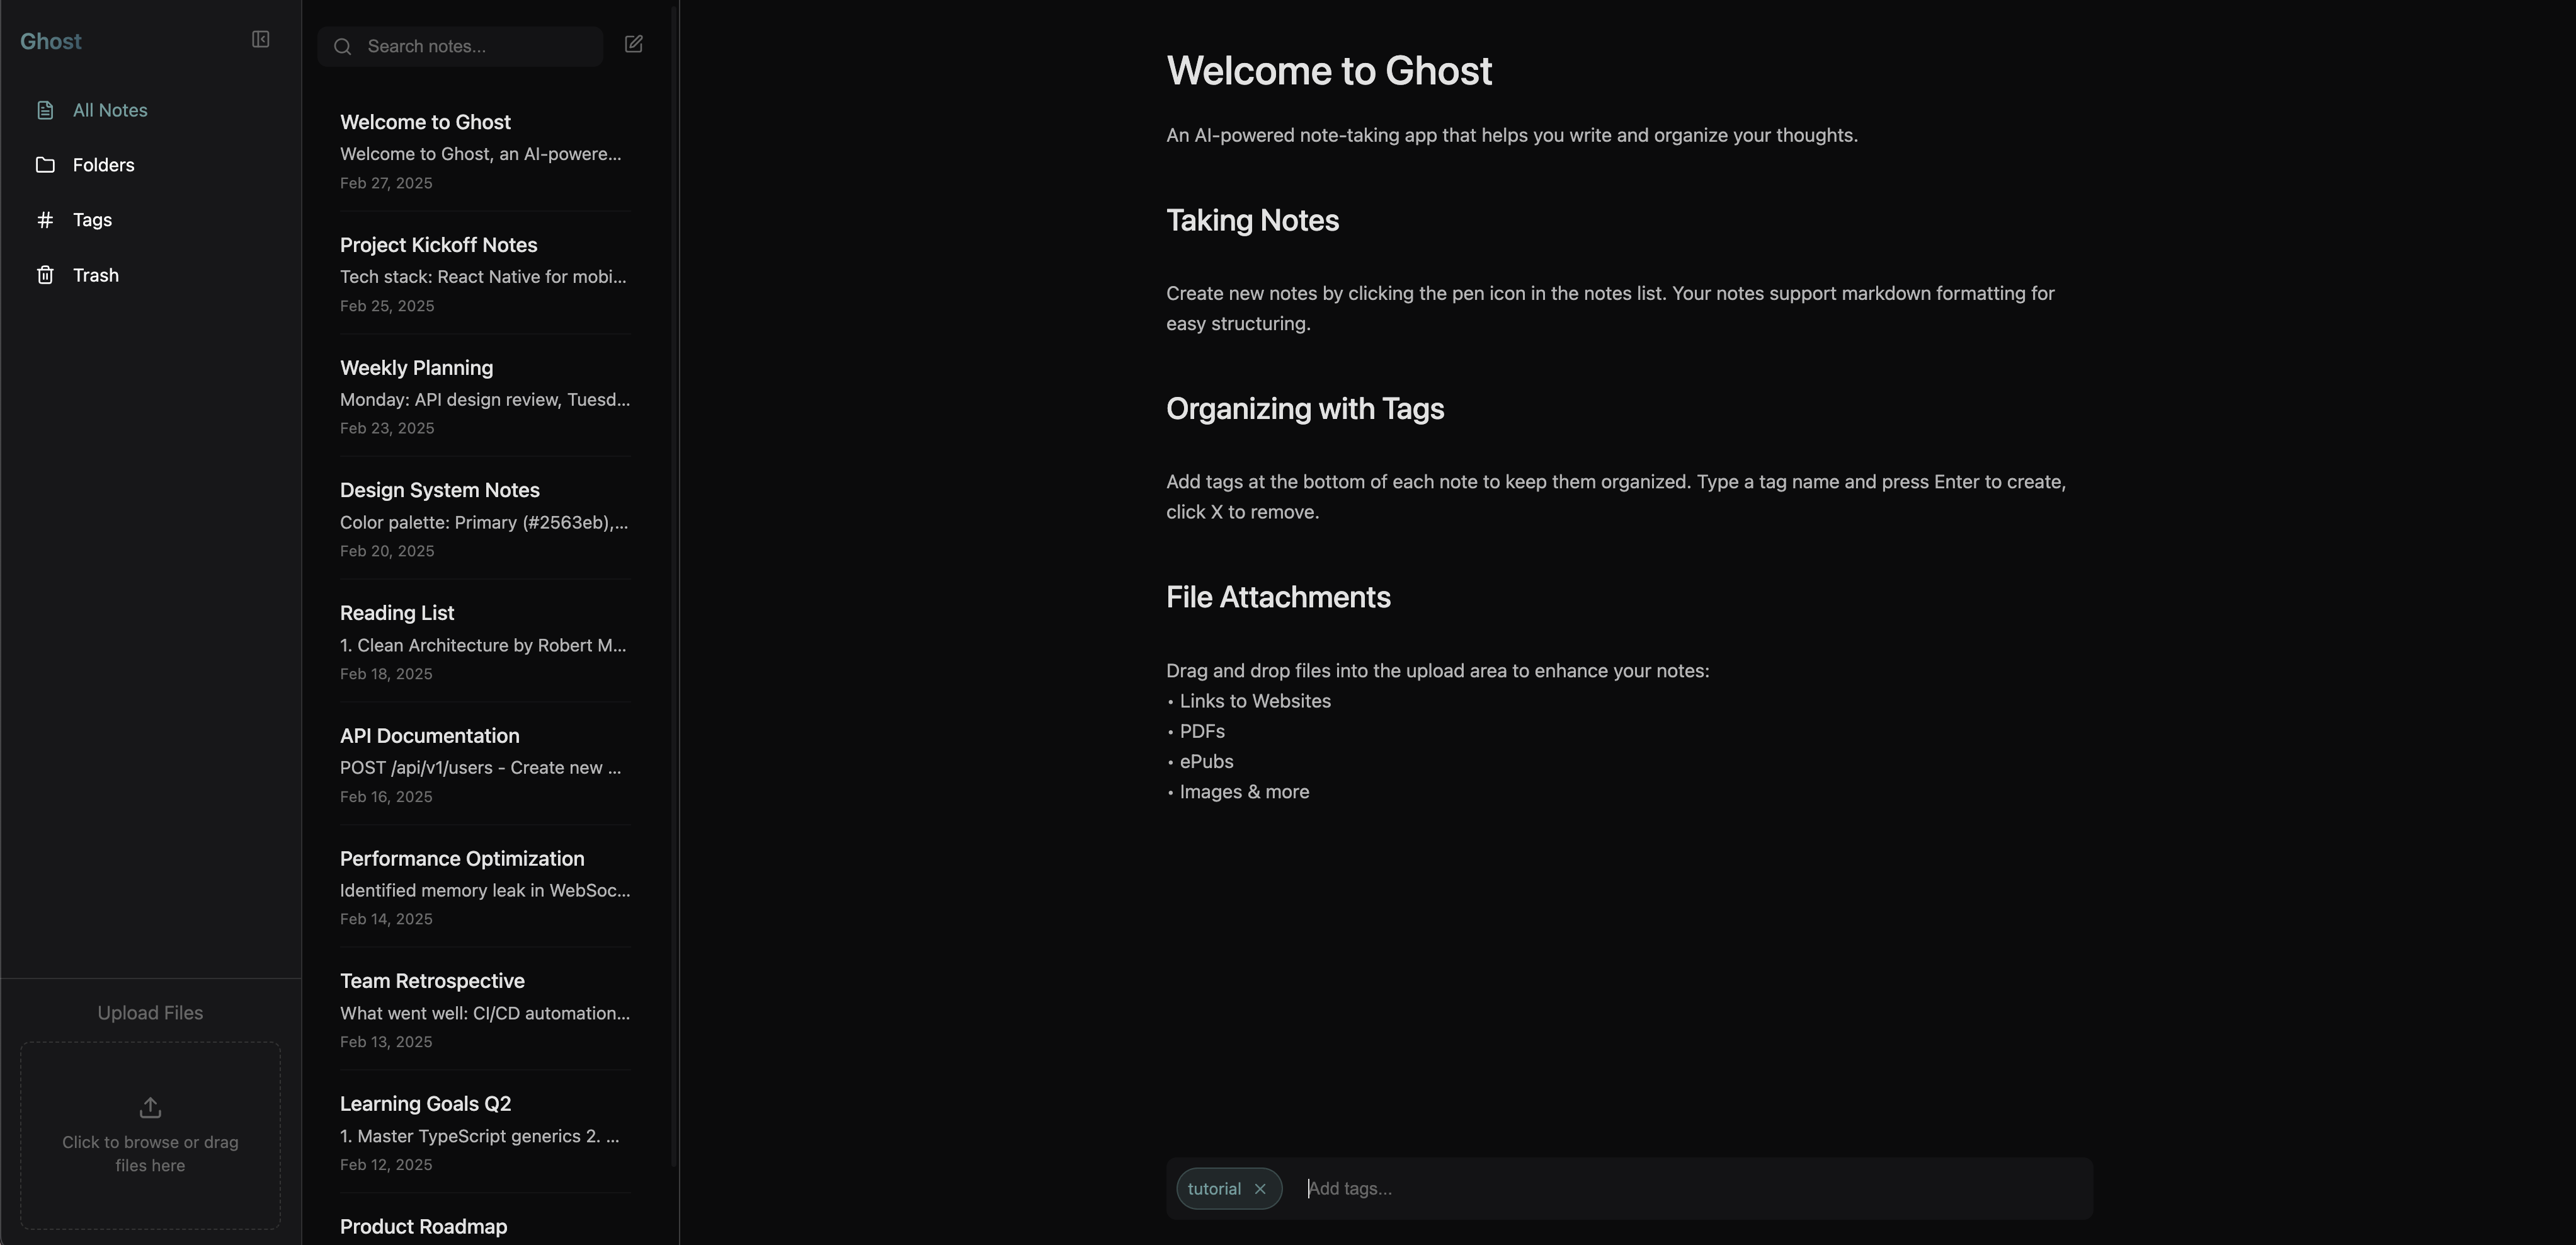 Ghost
All Notes
Folders
Tags
Trash
Upload Files
Click to browse or drag
files here
Search notes...
Welcome to Ghost
Welcome to Ghost, an AI-powere...
Feb 27, 2025
Project Kickoff Notes
Tech stack: React Native for mobi...
Feb 25, 2025
Weekly Planning
Monday: API design review, Tuesd...
Feb 23, 2025
Design System Notes
Color palette: Primary (#2563eb),...
Feb 20, 2025
Reading List
1. Clean Architecture by Robert M...
Feb 18, 2025
API Documentation
POST /api/v1/users - Create new ...
Feb 16, 2025
Performance Optimization
Identified memory leak in WebSoc...
Feb 14, 2025
Team Retrospective
What went well: CI/CD automation...
Feb 13, 2025
Learning Goals Q2
1. Master TypeScript generics 2. ...
Feb 12, 2025
Product Roadmap
Welcome to Ghost
An AI-powered note-taking app that helps you write and organize your thoughts.
Taking Notes
Create new notes by clicking the pen icon in the notes list. Your notes support markdown formatting for
easy structuring.
Organizing with Tags
Add tags at the bottom of each note to keep them organized. Type a tag name and press Enter to create,
click X to remove.
File Attachments
Drag and drop files into the upload area to enhance your notes:
• Links to Websites
• PDFs
• ePubs
• Images & more
tutorial
Add tags...